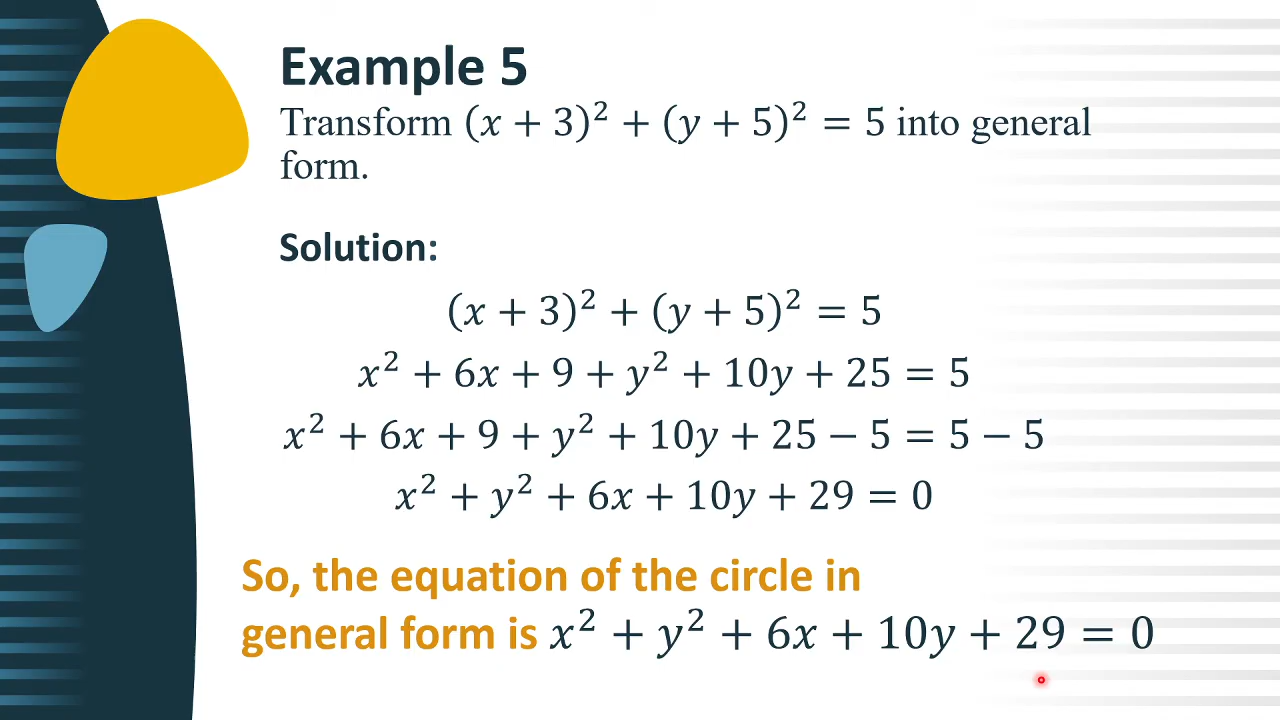 Example 5
Transform (x + 3)² + (y + 5)² = 5 into general
form.
Solution:
(x + 3)² + (y + 5)² = 5
x² + 6x + 9 + y² + 10y + 25 = 5
x² + 6x + 9 + y² + 10y + 25 − 5 = 5 − 5
x² + y² + 6x + 10y + 29 = 0
So, the equation of the circle in
general form is x² + y² + 6x + 10y + 29 = 0